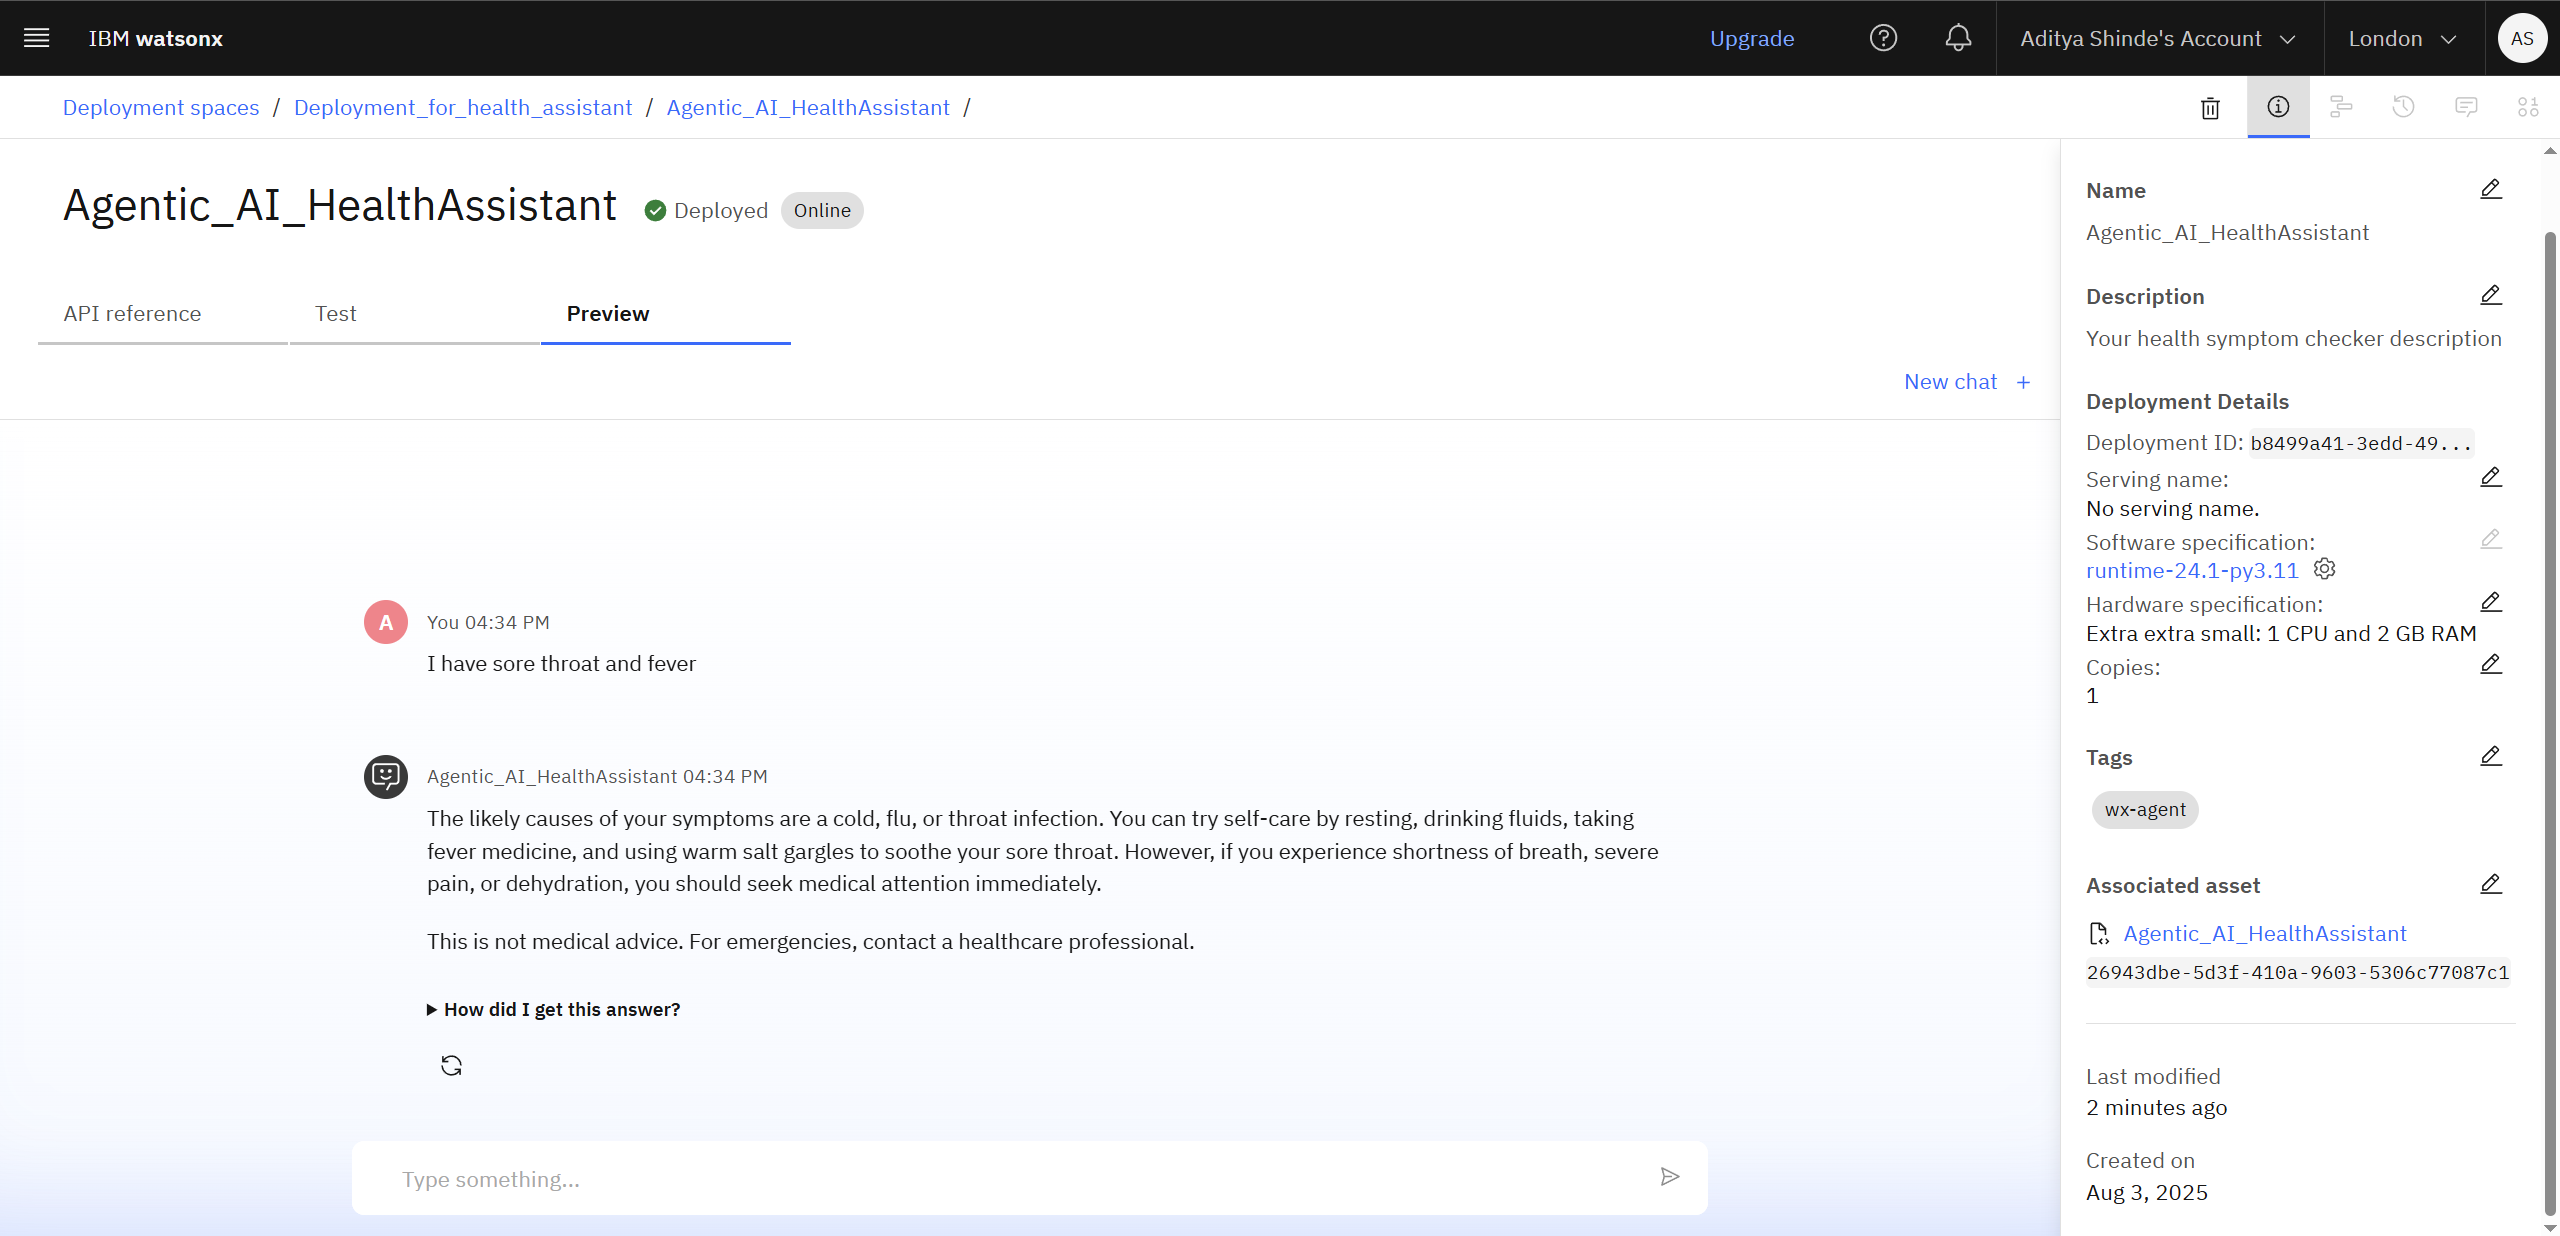 IBM watsonx
Upgrade
Aditya Shinde's Account
London
AS
Deployment spaces / Deployment_for_health_assistant / Agentic_AI_HealthAssistant /
Agentic_AI_HealthAssistant
Deployed
Online
API reference
Test
Preview
New chat +
A
You 04:34 PM
I have sore throat and fever
Agentic_AI_HealthAssistant 04:34 PM
The likely causes of your symptoms are a cold, flu, or throat infection. You can try self-care by resting, drinking fluids, taking
fever medicine, and using warm salt gargles to soothe your sore throat. However, if you experience shortness of breath, severe
pain, or dehydration, you should seek medical attention immediately.
This is not medical advice. For emergencies, contact a healthcare professional.
How did I get this answer?
Type something...
Name
Agentic_AI_HealthAssistant
Description
Your health symptom checker description
Deployment Details
Deployment ID: b8499a41-3edd-49...
Serving name:
No serving name.
Software specification:
runtime-24.1-py3.11
Hardware specification:
Extra extra small: 1 CPU and 2 GB RAM
Copies:
1
Tags
wx-agent
Associated asset
Agentic_AI_HealthAssistant
26943dbe-5d3f-410a-9603-5306c77087c1
Last modified
2 minutes ago
Created on
Aug 3, 2025